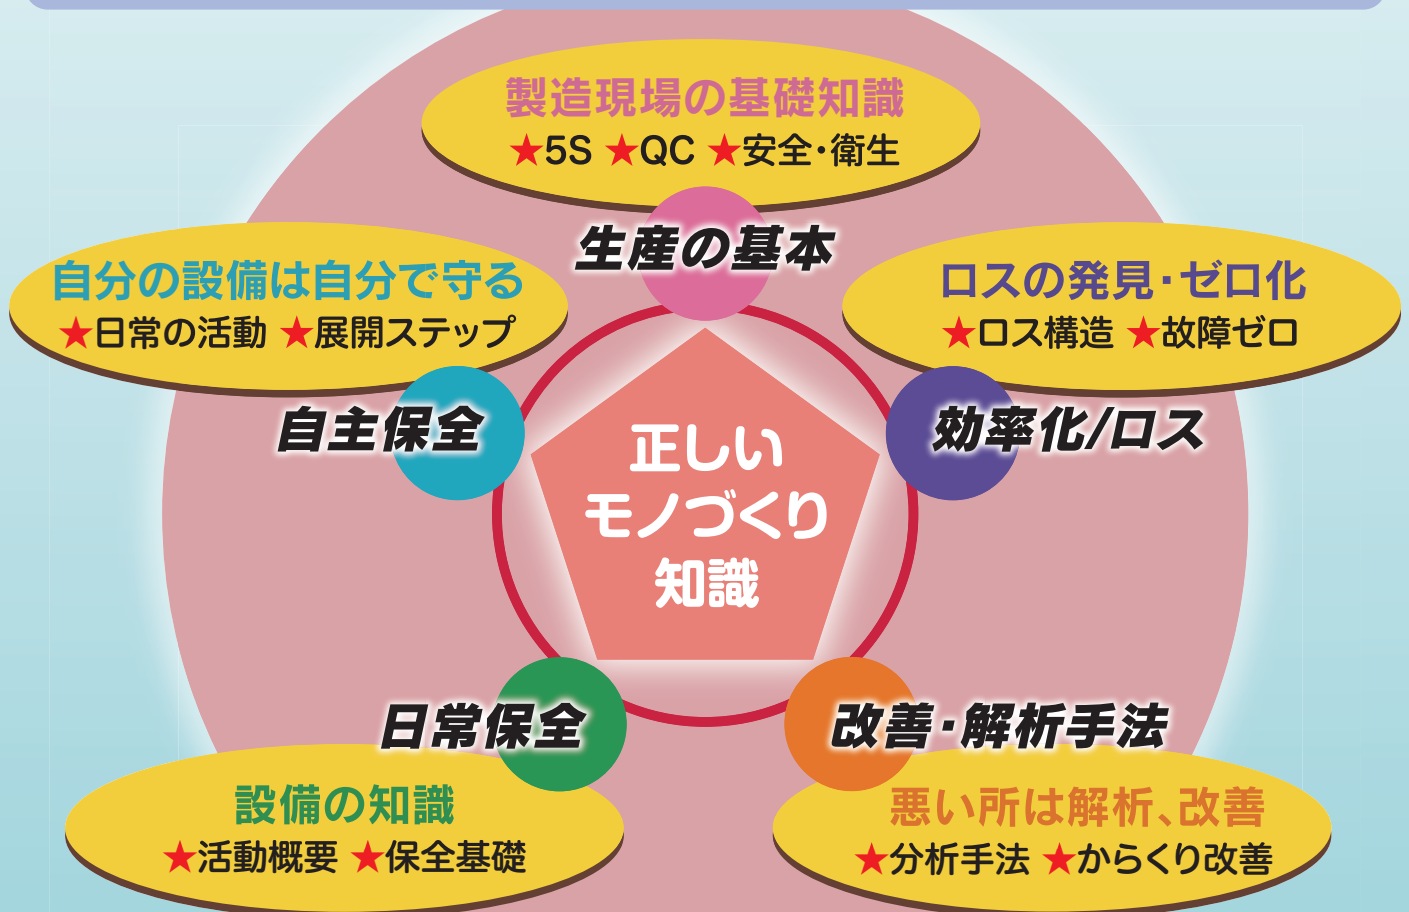 製造現場の基礎知識
★5S ★QC ★安全・衛生
生産の基本
自分の設備は自分で守る
★日常の活動 ★展開ステップ
自主保全
ロスの発見・ゼロ化
★ロス構造 ★故障ゼロ
効率化/ロス
正しい
モノづくり
知識
日常保全
設備の知識
★活動概要 ★保全基礎
改善・解析手法
悪い所は解析、改善
★分析手法 ★からくり改善